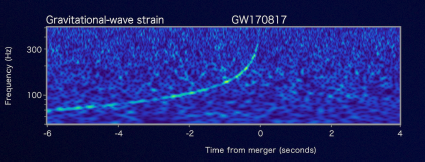 Gravitational-wave strain GW170817
Frequency (Hz)
300
100
-6 -4 -2 0 2 4
Time from merger (seconds)